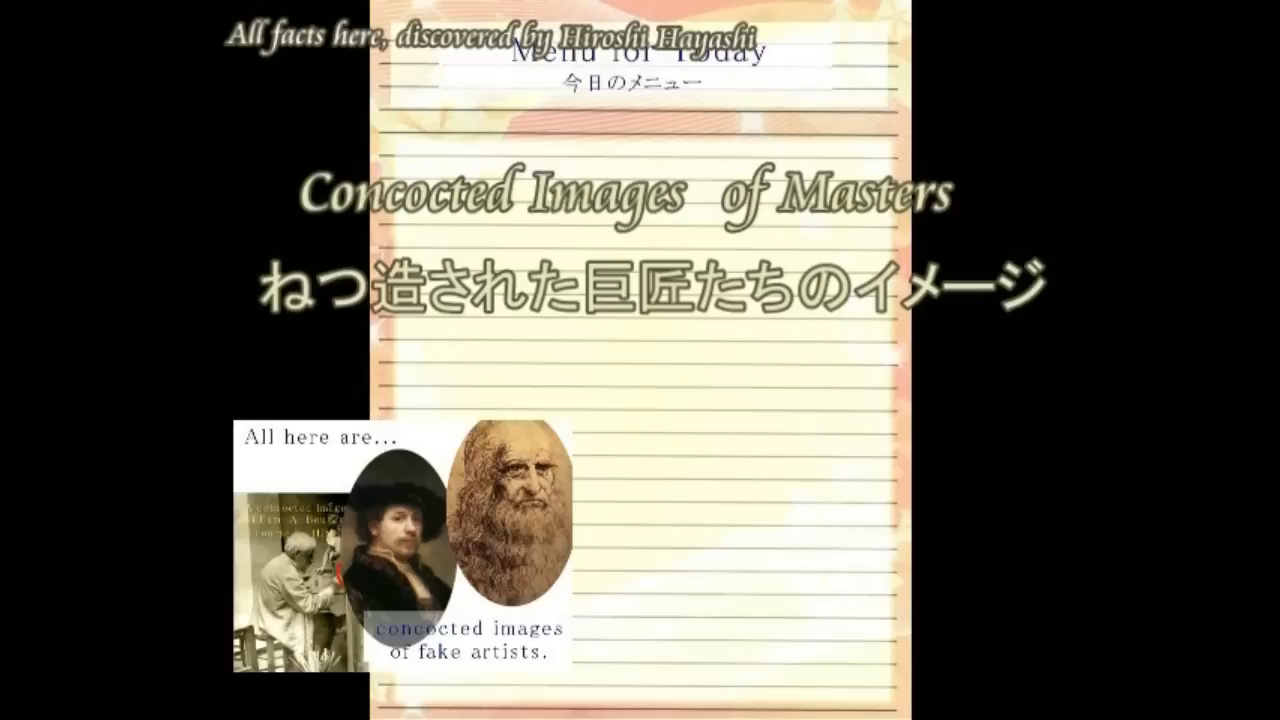 All facts here, discovered by Hiroshi Hayashi
Menu for Today
今日のメニュー
Concocted Images of Masters
ねつ造された巨匠たちのイメージ
All here are...
concocted images
of fake artists.